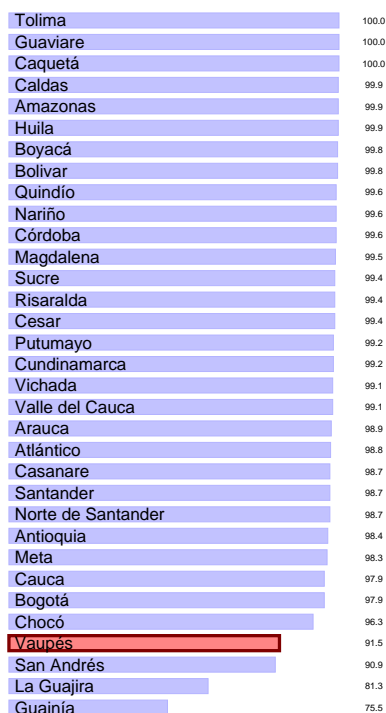 Tolima 100.0
Guaviare 100.0
Caquetá 100.0
Caldas 99.9
Amazonas 99.9
Huila 99.9
Boyacá 99.8
Bolivar 99.8
Quindío 99.6
Nariño 99.6
Córdoba 99.6
Magdalena 99.5
Sucre 99.4
Risaralda 99.4
Cesar 99.4
Putumayo 99.2
Cundinamarca 99.2
Vichada 99.1
Valle del Cauca 99.1
Arauca 98.9
Atlántico 98.8
Casanare 98.7
Santander 98.7
Norte de Santander 98.7
Antioquia 98.4
Meta 98.3
Cauca 97.9
Bogotá 97.9
Chocó 96.3
Vaupés 91.5
San Andrés 90.9
La Guajira 81.3
Guainía 75.5